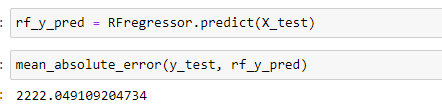 : rf_y_pred = RFregressor.predict(X_test)
: mean_absolute_error(y_test, rf_y_pred)
: 2222.049109204734